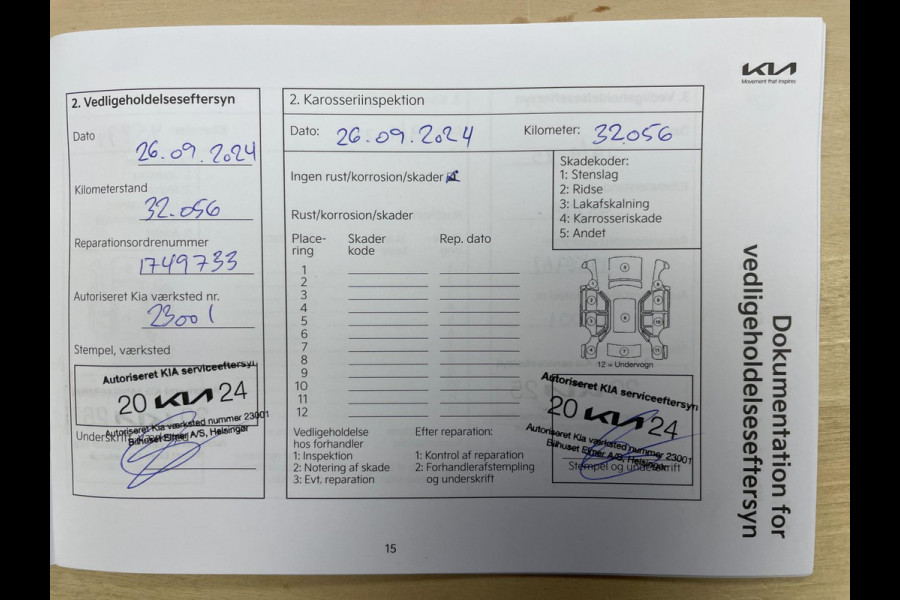 KIA
Movement that inspires
2. Vedligeholdelseseftersyn
Dato
26.09.2024
Kilometerstand
32.056
Reparationsordrenummer
1749733
Autoriseret Kia værksted nr.
23001
Stempel, værksted
Autoriseret KIA serviceeftersyn
20 KIA 24
Autoriseret Kia værksted nummer 23001
Bilhuset Elmer A/S, Helsingør
2. Karosseriinspektion
Dato: 26.09.2024 Kilometer: 32.056
Ingen rust/korrosion/skader
Skadekoder:
1: Stenslag
2: Ridse
3: Lakafskalning
4: Karrosseriskade
5: Andet
Rust/korrosion/skader
Place-
ring
Skader
kode
Rep. dato
1
2
3
4
5
6
7
8
9
10
11
12
12 = Undervogn
Vedligeholdelse
hos forhandler
1: Inspektion
2: Notering af skade
3: Evt. reparation
Efter reparation:
1: Kontrol af reparation
2: Forhandlerafstempling
og underskrift
Autoriseret KIA serviceeftersyn
20 KIA 24
Autoriseret Kia værksted nummer 23001
Bilhuset Elmer A/S, Helsingør
Stempel og underskrift
Dokumentation for
vedligeholdelseseftersyn
15